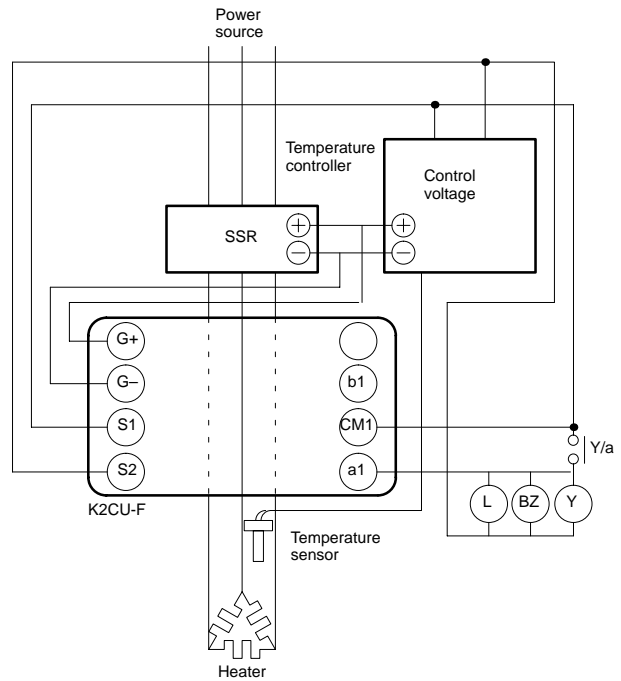 Power
source
Temperature
controller
Control
voltage
SSR
+
+
−
−
G+
G−
b1
S1
CM1
S2
a1
Y/a
L
BZ
Y
K2CU-F
Temperature
sensor
Heater